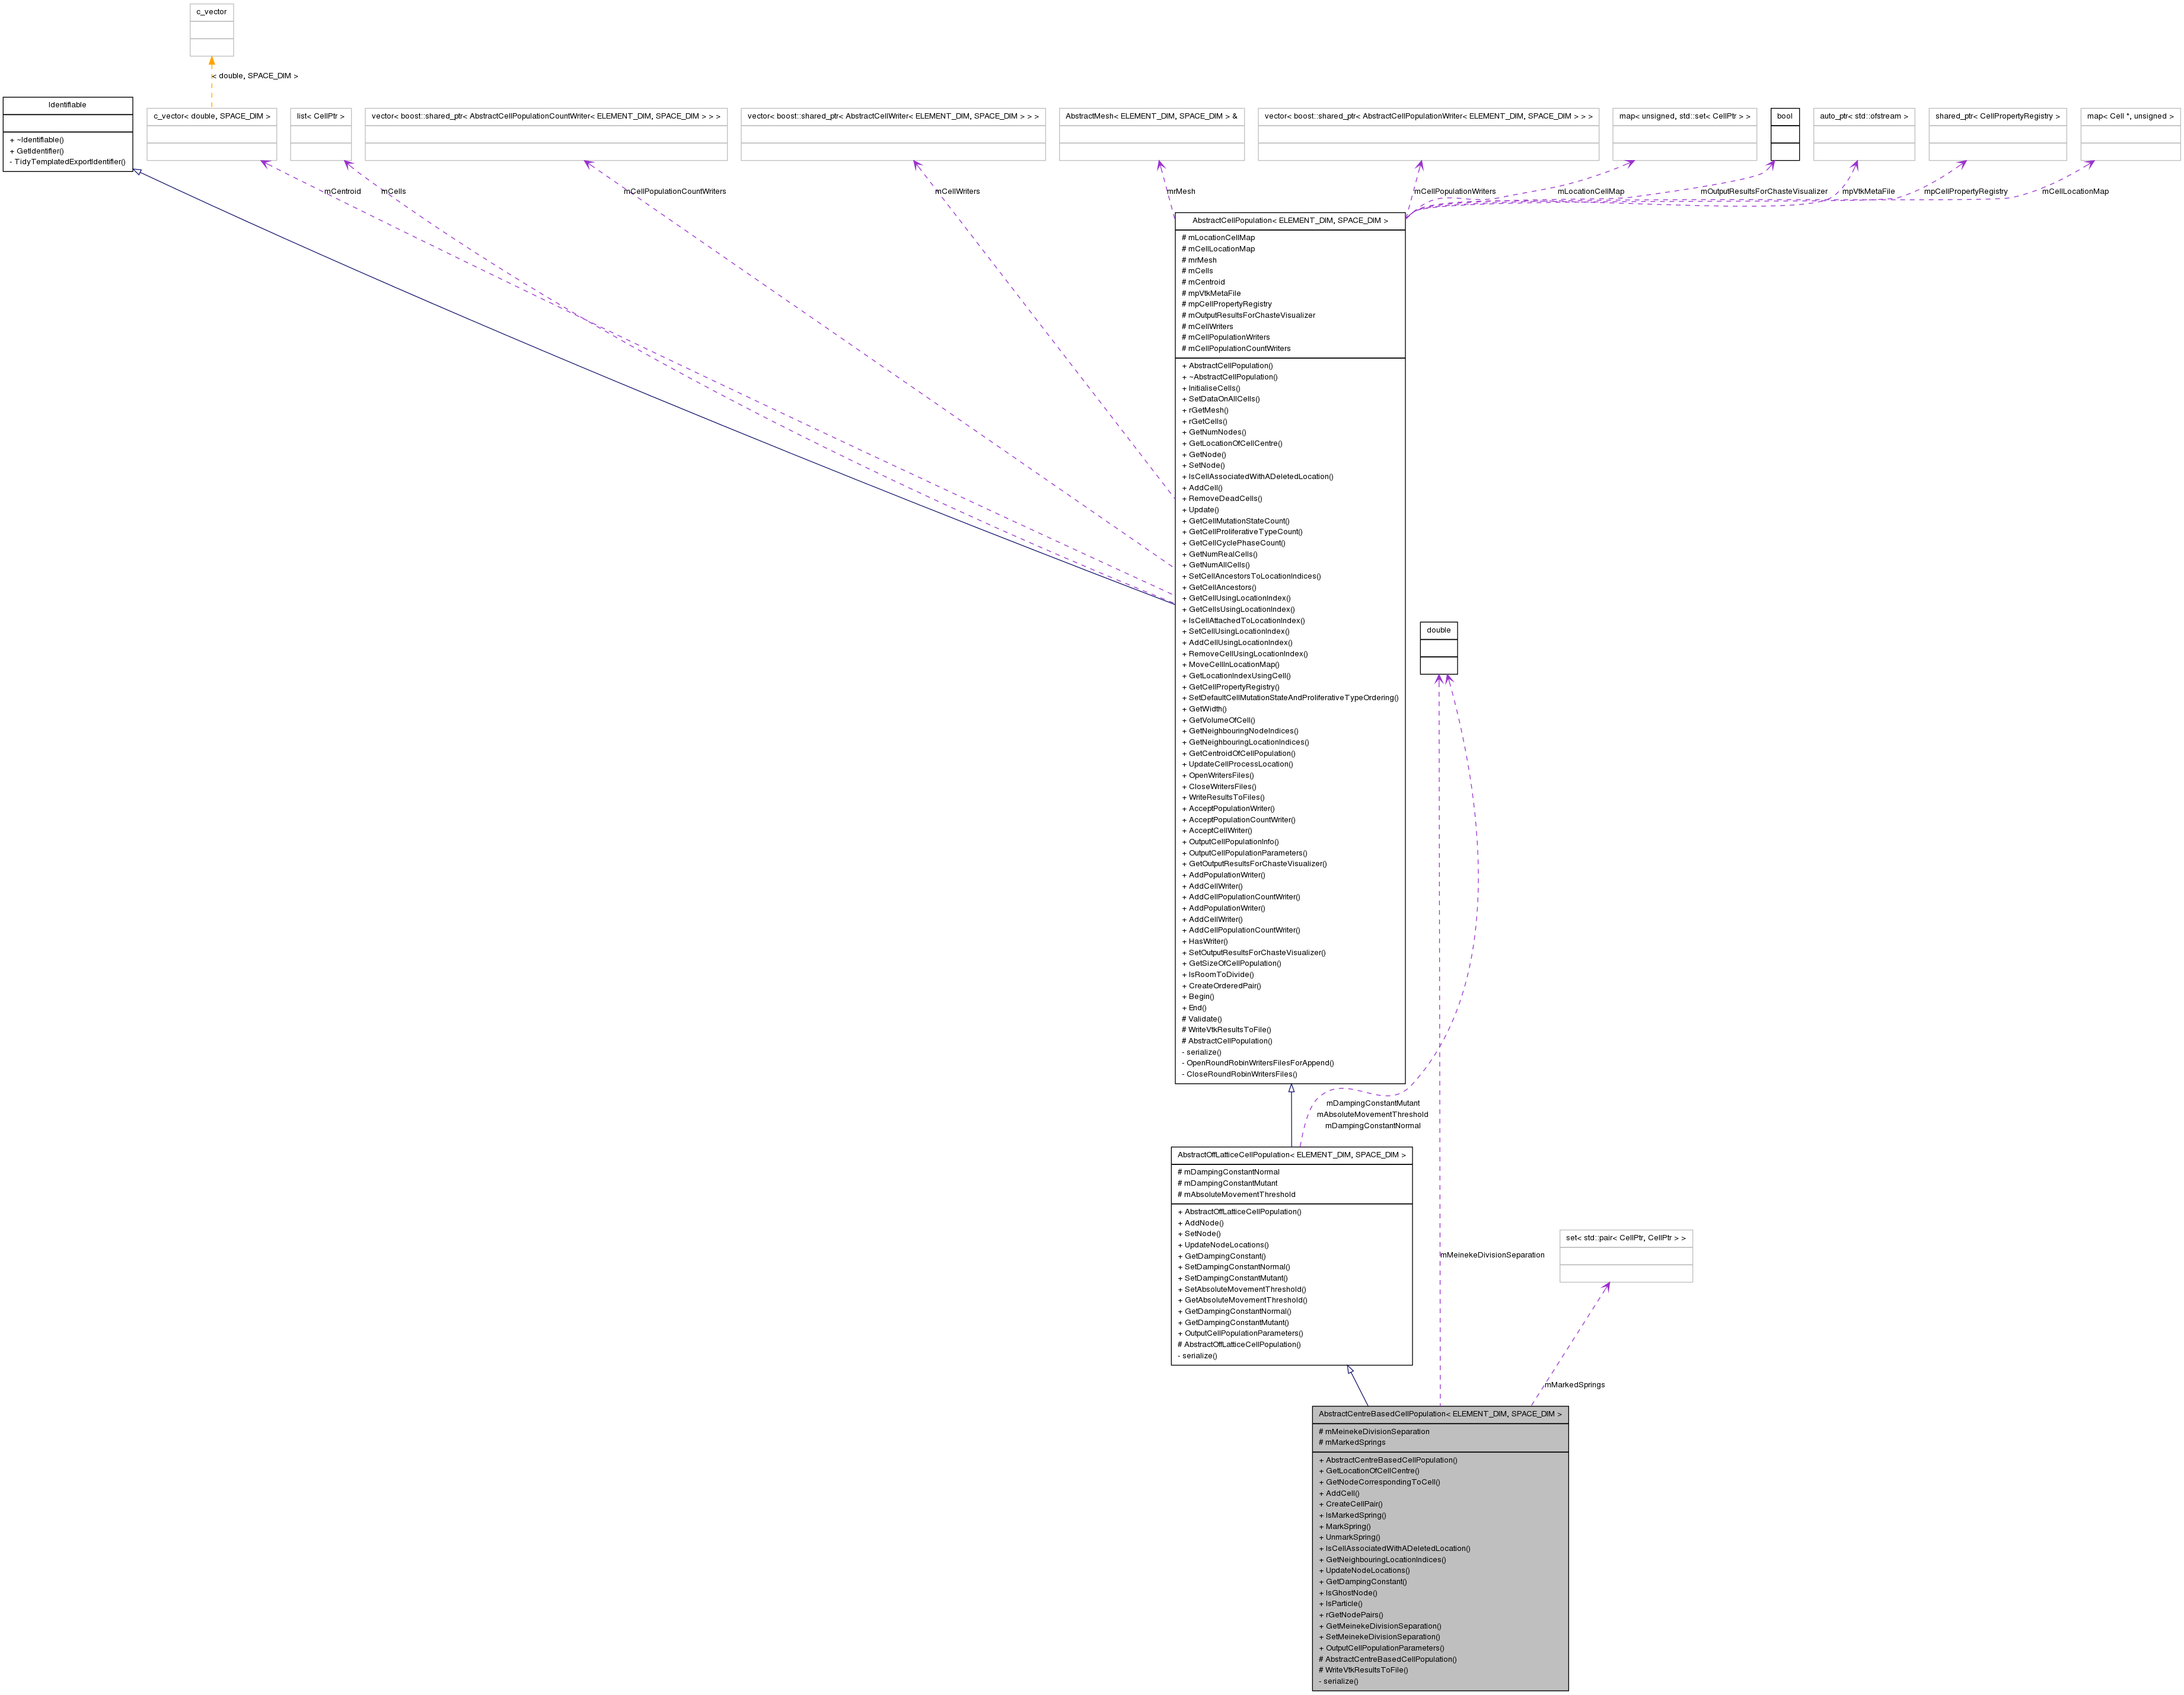 c_vector
< double, SPACE_DIM >
Identifiable
+ ~Identifiable()
+ GetIdentifier()
- TidyTemplatedExportIdentifier()
c_vector< double, SPACE_DIM >
list< CellPtr >
vector< boost::shared_ptr< AbstractCellPopulationCountWriter< ELEMENT_DIM, SPACE_DIM > > >
vector< boost::shared_ptr< AbstractCellWriter< ELEMENT_DIM, SPACE_DIM > > >
AbstractMesh< ELEMENT_DIM, SPACE_DIM > &
vector< boost::shared_ptr< AbstractCellPopulationWriter< ELEMENT_DIM, SPACE_DIM > > >
map< unsigned, std::set< CellPtr > >
bool
auto_ptr< std::ofstream >
shared_ptr< CellPropertyRegistry >
map< Cell *, unsigned >
mCentroid
mCells
mCellPopulationCountWriters
mCellWriters
mrMesh
mCellPopulationWriters
mLocationCellMap
mOutputResultsForChasteVisualizer
mpVtkMetaFile
mpCellPropertyRegistry
mCellLocationMap
AbstractCellPopulation< ELEMENT_DIM, SPACE_DIM >
# mLocationCellMap
# mCellLocationMap
# mrMesh
# mCells
# mCentroid
# mpVtkMetaFile
# mpCellPropertyRegistry
# mOutputResultsForChasteVisualizer
# mCellWriters
# mCellPopulationWriters
# mCellPopulationCountWriters
+ AbstractCellPopulation()
+ ~AbstractCellPopulation()
+ InitialiseCells()
+ SetDataOnAllCells()
+ rGetMesh()
+ rGetCells()
+ GetNumNodes()
+ GetLocationOfCellCentre()
+ GetNode()
+ SetNode()
+ IsCellAssociatedWithADeletedLocation()
+ AddCell()
+ RemoveDeadCells()
+ Update()
+ GetCellMutationStateCount()
+ GetCellProliferativeTypeCount()
+ GetCellCyclePhaseCount()
+ GetNumRealCells()
+ GetNumAllCells()
+ SetCellAncestorsToLocationIndices()
+ GetCellAncestors()
+ GetCellUsingLocationIndex()
+ GetCellsUsingLocationIndex()
+ IsCellAttachedToLocationIndex()
+ SetCellUsingLocationIndex()
+ AddCellUsingLocationIndex()
+ RemoveCellUsingLocationIndex()
+ MoveCellInLocationMap()
+ GetLocationIndexUsingCell()
+ GetCellPropertyRegistry()
+ SetDefaultCellMutationStateAndProliferativeTypeOrdering()
+ GetWidth()
+ GetVolumeOfCell()
+ GetNeighbouringNodeIndices()
+ GetNeighbouringLocationIndices()
+ GetCentroidOfCellPopulation()
+ UpdateCellProcessLocation()
+ OpenWritersFiles()
+ CloseWritersFiles()
+ WriteResultsToFiles()
+ AcceptPopulationWriter()
+ AcceptPopulationCountWriter()
+ AcceptCellWriter()
+ OutputCellPopulationInfo()
+ OutputCellPopulationParameters()
+ GetOutputResultsForChasteVisualizer()
+ AddPopulationWriter()
+ AddCellWriter()
+ AddCellPopulationCountWriter()
+ AddPopulationWriter()
+ AddCellWriter()
+ AddCellPopulationCountWriter()
+ HasWriter()
+ SetOutputResultsForChasteVisualizer()
+ GetSizeOfCellPopulation()
+ IsRoomToDivide()
+ CreateOrderedPair()
+ Begin()
+ End()
# Validate()
# WriteVtkResultsToFile()
# AbstractCellPopulation()
- serialize()
- OpenRoundRobinWritersFilesForAppend()
- CloseRoundRobinWritersFiles()
double
mDampingConstantMutant
mAbsoluteMovementThreshold
mDampingConstantNormal
AbstractOffLatticeCellPopulation< ELEMENT_DIM, SPACE_DIM >
# mDampingConstantNormal
# mDampingConstantMutant
# mAbsoluteMovementThreshold
+ AbstractOffLatticeCellPopulation()
+ AddNode()
+ SetNode()
+ UpdateNodeLocations()
+ GetDampingConstant()
+ SetDampingConstantNormal()
+ SetDampingConstantMutant()
+ SetAbsoluteMovementThreshold()
+ GetAbsoluteMovementThreshold()
+ GetDampingConstantNormal()
+ GetDampingConstantMutant()
+ OutputCellPopulationParameters()
# AbstractOffLatticeCellPopulation()
- serialize()
mMeinekeDivisionSeparation
set< std::pair< CellPtr, CellPtr > >
mMarkedSprings
AbstractCentreBasedCellPopulation< ELEMENT_DIM, SPACE_DIM >
# mMeinekeDivisionSeparation
# mMarkedSprings
+ AbstractCentreBasedCellPopulation()
+ GetLocationOfCellCentre()
+ GetNodeCorrespondingToCell()
+ AddCell()
+ CreateCellPair()
+ IsMarkedSpring()
+ MarkSpring()
+ UnmarkSpring()
+ IsCellAssociatedWithADeletedLocation()
+ GetNeighbouringLocationIndices()
+ UpdateNodeLocations()
+ GetDampingConstant()
+ IsGhostNode()
+ IsParticle()
+ rGetNodePairs()
+ GetMeinekeDivisionSeparation()
+ SetMeinekeDivisionSeparation()
+ OutputCellPopulationParameters()
# AbstractCentreBasedCellPopulation()
# WriteVtkResultsToFile()
- serialize()